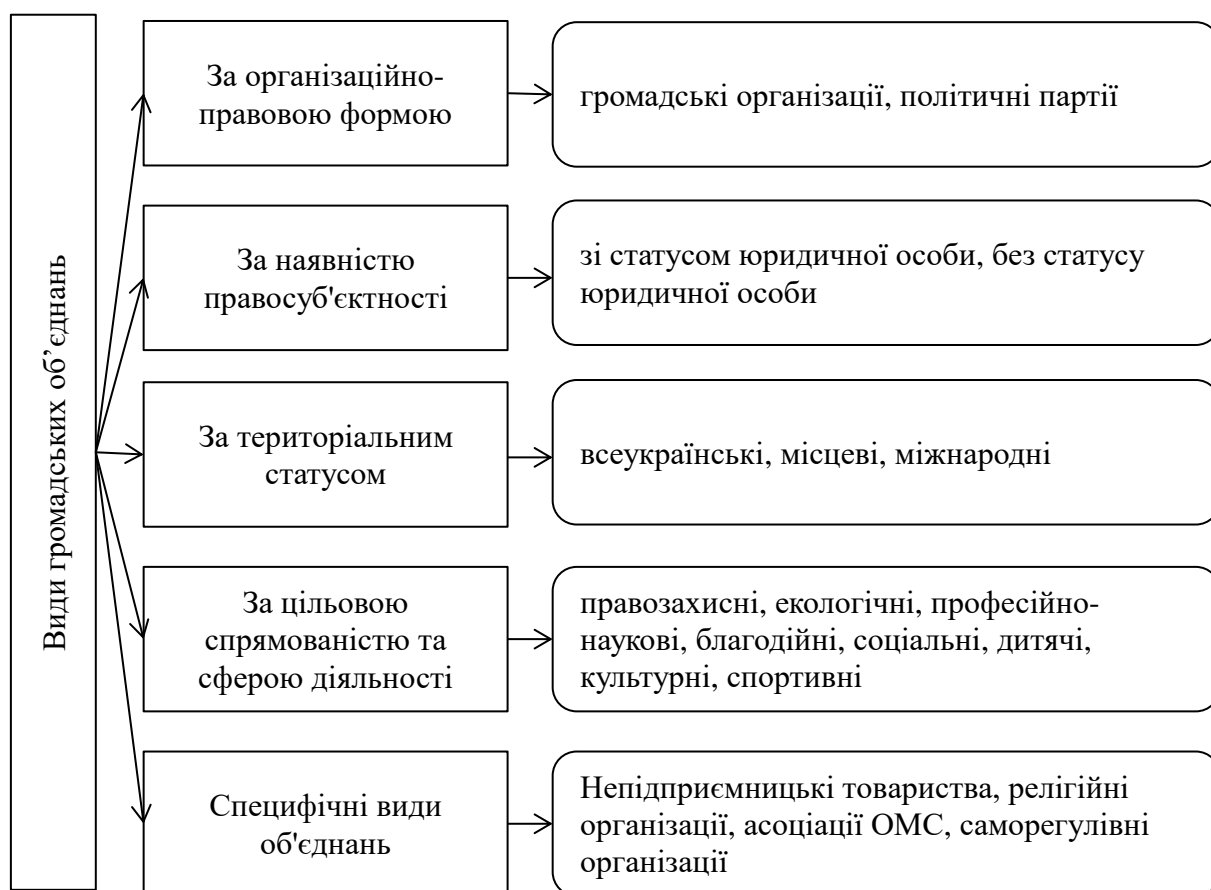 Види громадських об’єднань
За організаційно-
правовою формою
громадські організації, політичні партії
За наявністю
правосуб'єктності
зі статусом юридичної особи, без статусу
юридичної особи
За територіальним
статусом
всеукраїнські, місцеві, міжнародні
За цільовою
спрямованістю та
сферою діяльності
правозахисні, екологічні, професійно-
наукові, благодійні, соціальні, дитячі,
культурні, спортивні
Специфічні види
об'єднань
Непідприємницькі товариства, релігійні
організації, асоціації ОМС, саморегулівні
організації